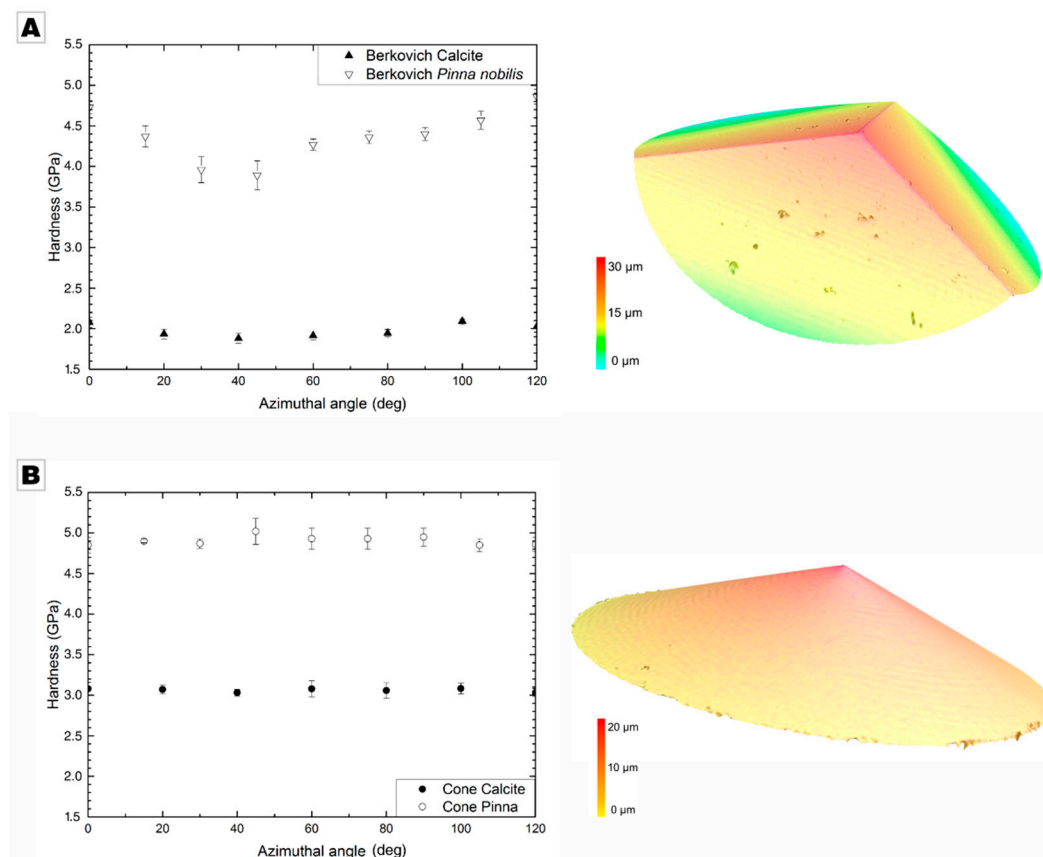 A
5.5
5.0
4.5
4.0
3.5
3.0
2.5
2.0
1.5
Hardness (GPa)
Berkovich Calcite
Berkovich Pinna nobilis
0 20 40 60 80 100 120
Azimuthal angle (deg)
30 µm
15 µm
0 µm
B
5.5
5.0
4.5
4.0
3.5
3.0
2.5
2.0
1.5
Hardness (GPa)
Cone Calcite
Cone Pinna
0 20 40 60 80 100 120
Azimuthal angle (deg)
20 µm
10 µm
0 µm